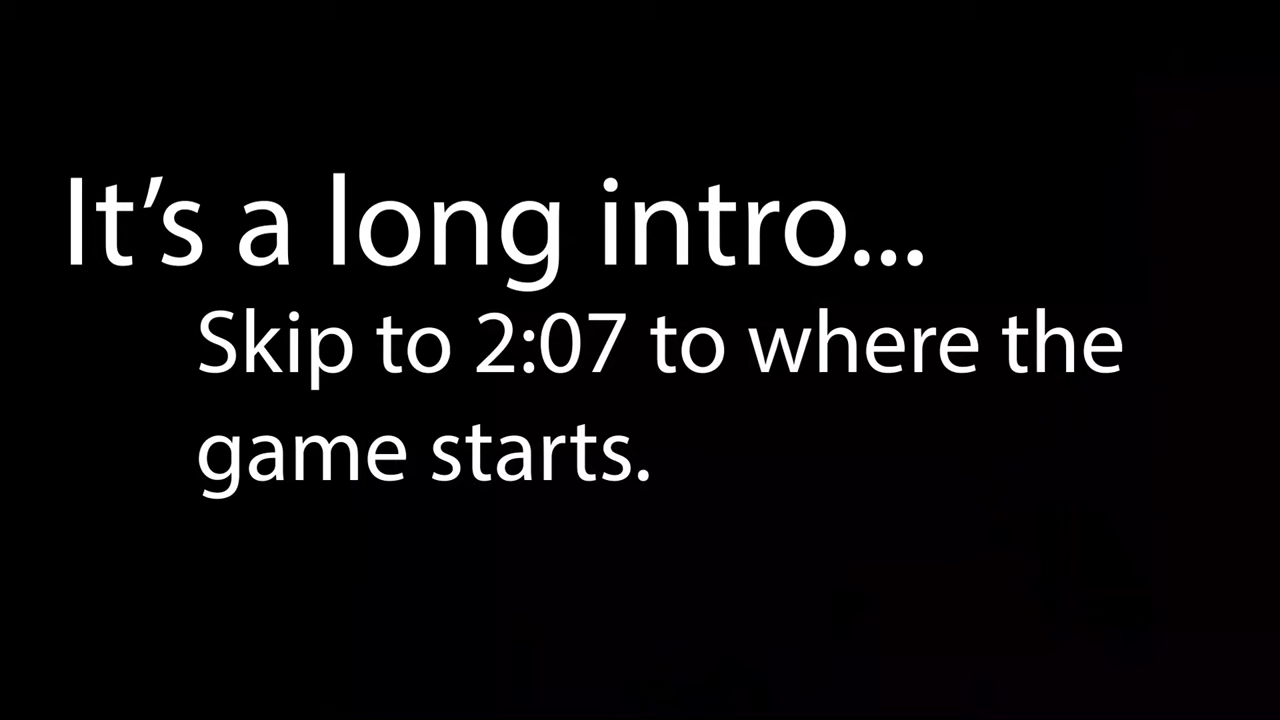 It’s a long intro...
Skip to 2:07 to where the
game starts.